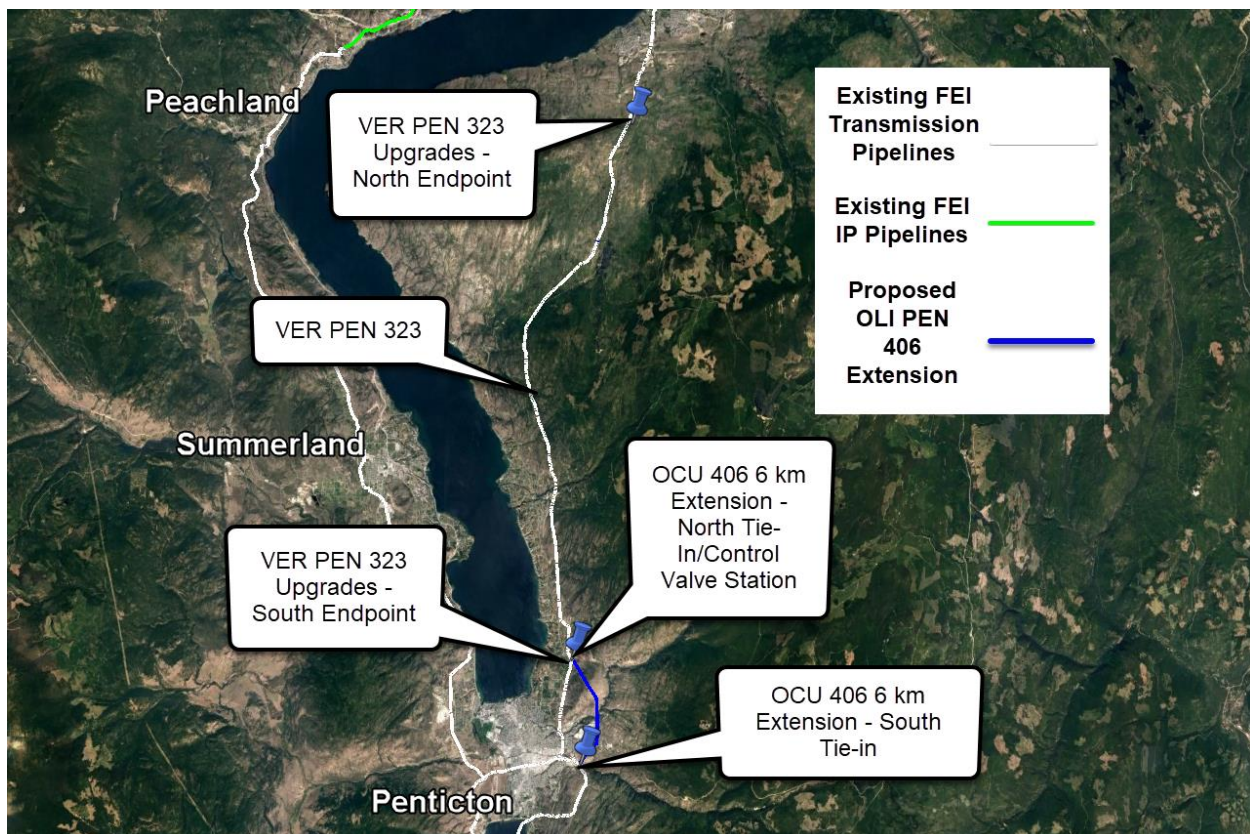 Peachland
VER PEN 323
Upgrades -
North Endpoint
Existing FEI
Transmission
Pipelines
Existing FEI
IP Pipelines
Proposed
OLI PEN
406
Extension
VER PEN 323
Summerland
OCU 406 6 km
Extension -
North Tie-
In/Control
Valve Station
VER PEN 323
Upgrades -
South Endpoint
OCU 406 6 km
Extension - South
Tie-in
Penticton